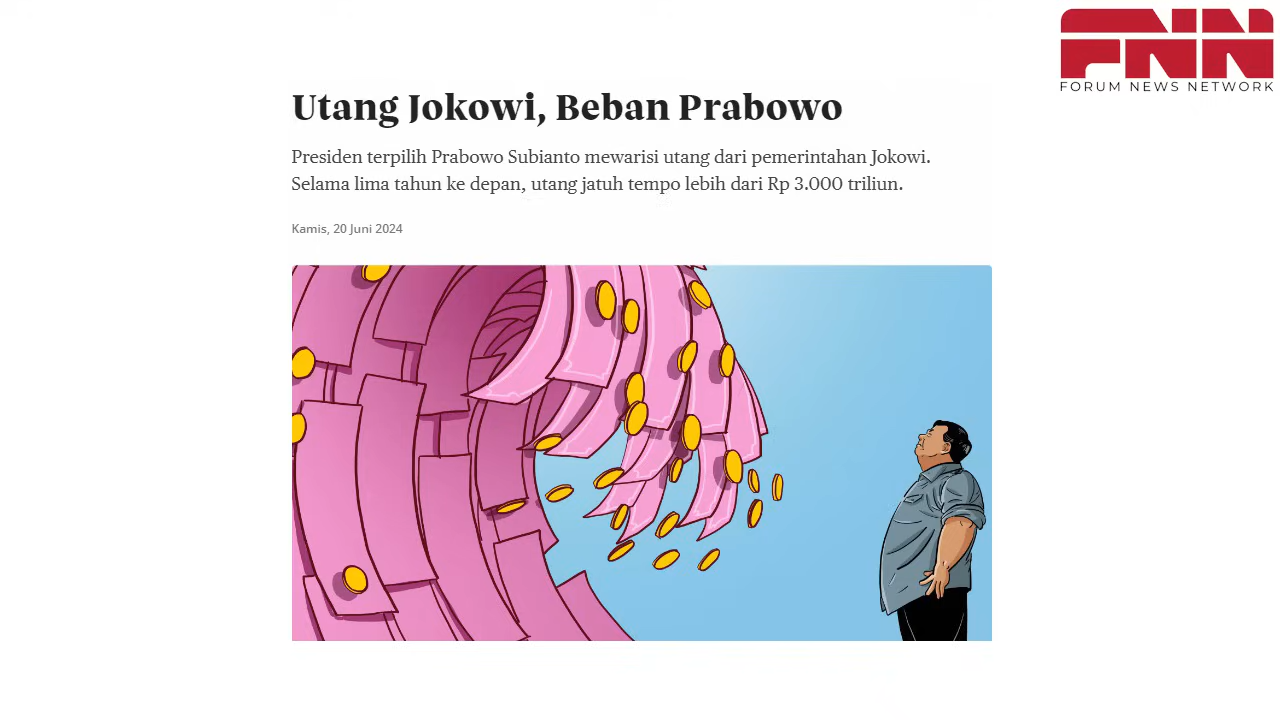 FNN
FORUM NEWS NETWORK
Utang Jokowi, Beban Prabowo
Presiden terpilih Prabowo Subianto mewarisi utang dari pemerintahan Jokowi.
Selama lima tahun ke depan, utang jatuh tempo lebih dari Rp 3.000 triliun.
Kamis, 20 Juni 2024